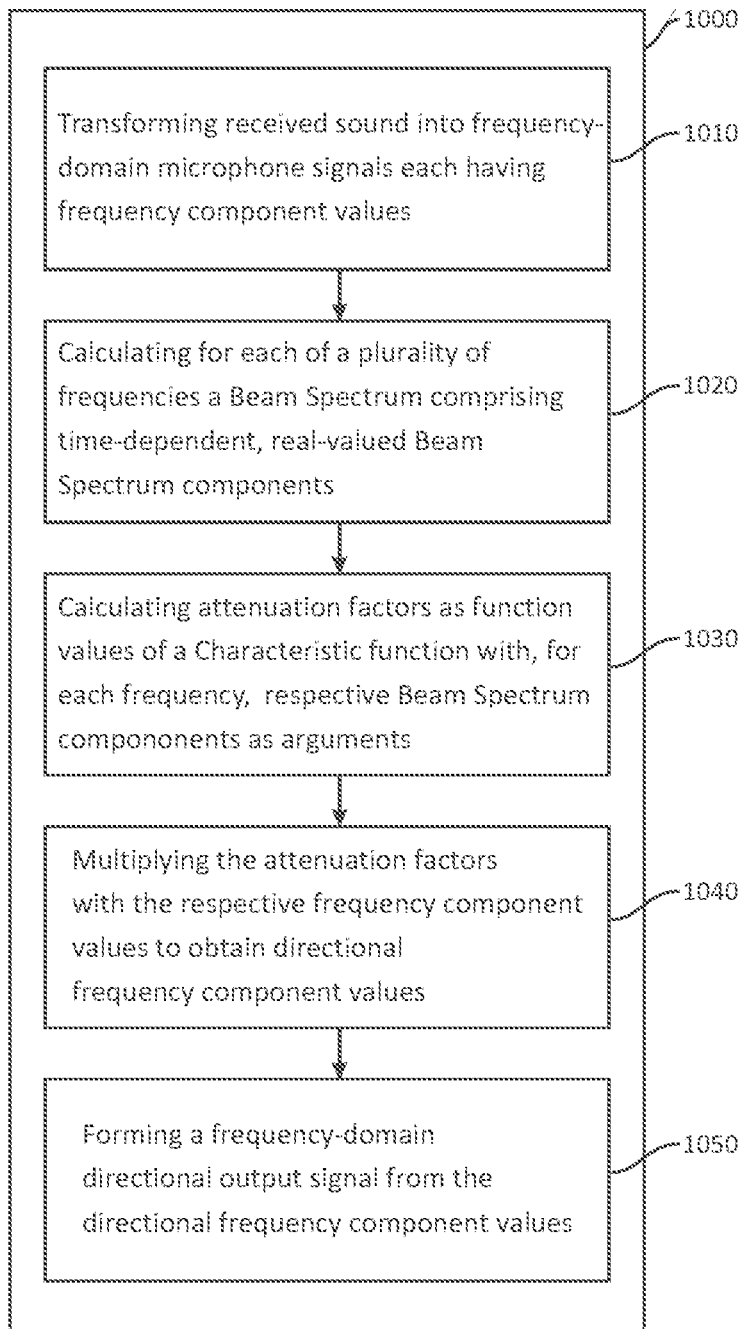 1000
Transforming received sound into frequency-
domain microphone signals each having
frequency component values
1010
Calculating for each of a plurality of
frequencies a Beam Spectrum comprising
time-dependent, real-valued Beam
Spectrum components
1020
Calculating attenuation factors as function
values of a Characteristic function with, for
each frequency, respective Beam Spectrum
compononents as arguments
1030
Multiplying the attenuation factors
with the respective frequency component
values to obtain directional
frequency component values
1040
Forming a frequency-domain
directional output signal from the
directional frequency component values
1050